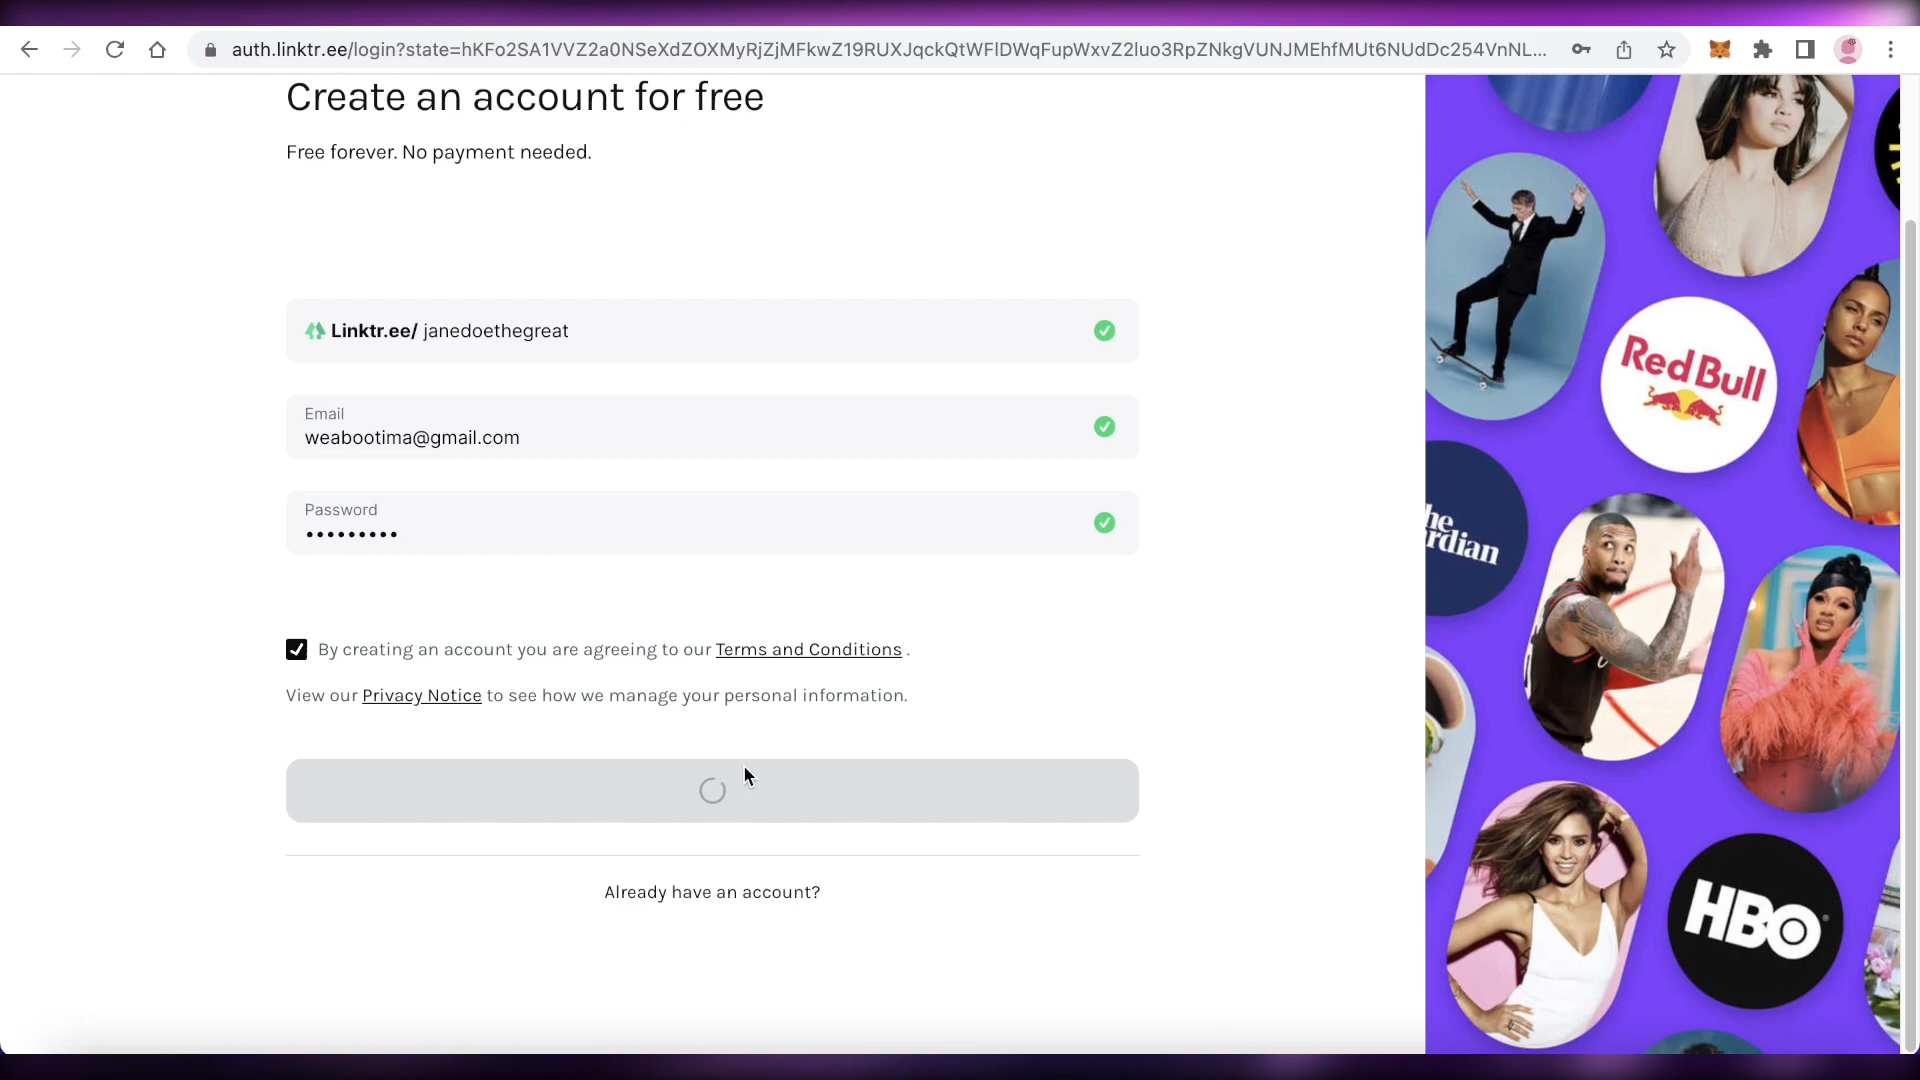 auth.linktr.ee/login?state=hKFo2SA1VVZ2a0NSeXdZOXMyRjZjMFkwZ19RUXJqckQtWFlDWqFupWxvZ2luo3RpZNkgVUNJMEhfMUt6NUdDc254VnNL...
Create an account for free
Free forever. No payment needed.
Linktr.ee/ janedoethegreat
Email
weabootima@gmail.com
Password
By creating an account you are agreeing to our Terms and Conditions .
View our Privacy Notice to see how we manage your personal information.
Already have an account?
Red Bull
rdian
HBO